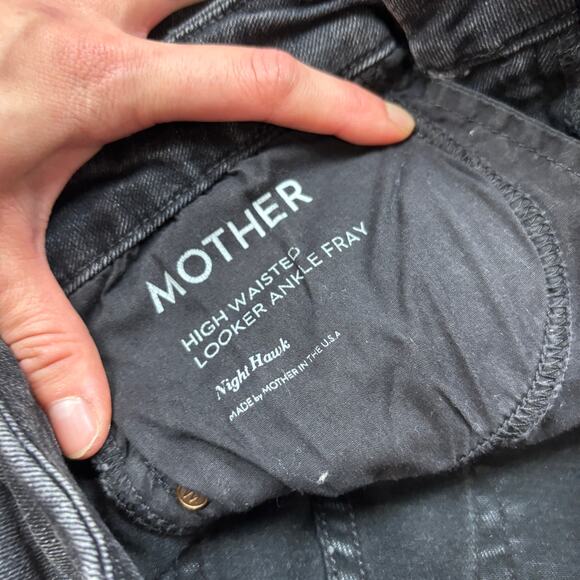 MOTHER
HIGH WAISTED
LOOKER ANKLE FRAY
Night Hawk
MADE by MOTHER IN THE U.S.A